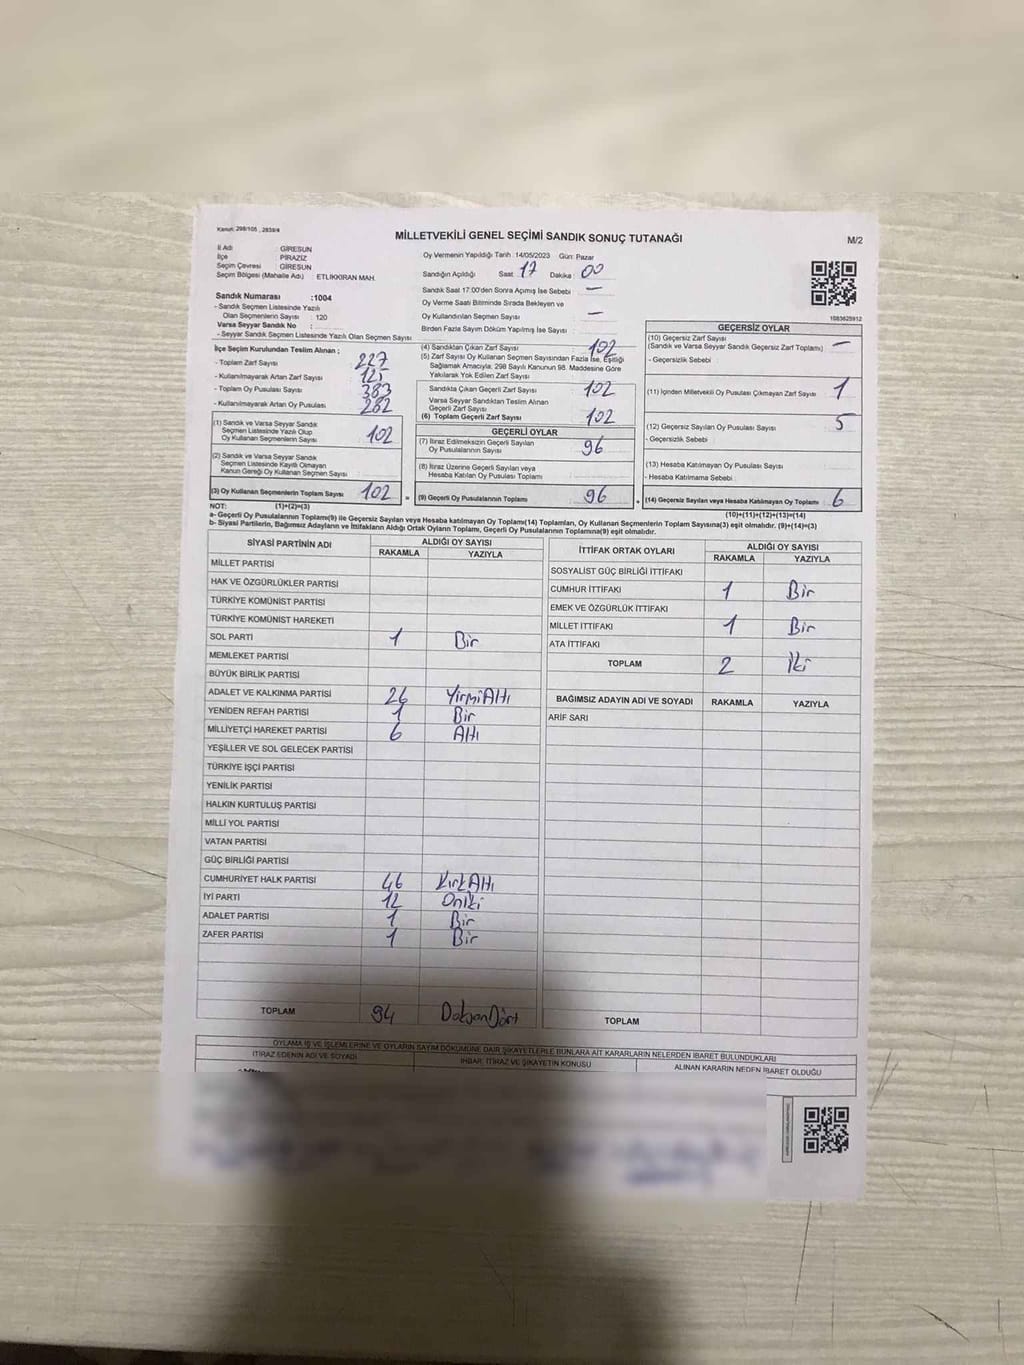 Kanun: 298/105 , 2839/4
MİLLETVEKİLİ GENEL SEÇİMİ SANDIK SONUÇ TUTANAĞI
M/2
İl Adı : GİRESUN
İlçe : PİRAZİZ
Seçim Çevresi : GİRESUN
Seçim Bölgesi (Mahalle Adı) : ETLİKKIRAN MAH.
Sandık Numarası :1004
- Sandık Seçmen Listesinde Yazılı
Olan Seçmenlerin Sayısı : 120
Varsa Seyyar Sandık No :
- Seyyar Sandık Seçmen Listesinde Yazılı Olan Seçmen Sayısı :
İlçe Seçim Kurulundan Teslim Alınan ;
- Toplam Zarf Sayısı : 227
- Kullanılmayarak Artan Zarf Sayısı : 125
- Toplam Oy Pusulası Sayısı : 383
- Kullanılmayarak Artan Oy Pusulası : 282
(1) Sandık ve Varsa Seyyar Sandık
Seçmen Listesinde Yazılı Olup
Oy Kullanan Seçmenlerin Sayısı : 102
(2) Sandık ve Varsa Seyyar Sandık
Seçmen Listesinde Kayıtlı Olmayan
Kanun Gereği Oy Kullanan Seçmen Sayısı :
(3) Oy Kullanan Seçmenlerin Toplam Sayısı : 102 =
(1)+(2)=(3)
Oy Vermenin Yapıldığı Tarih :14/05/2023 Gün: Pazar
Sandığın Açıldığı Saat : 17 Dakika : 00
Sandık Saat 17:00'den Sonra Açılmış İse Sebebi : -
Oy Verme Saati Bitiminde Sırada Bekleyen ve
Oy Kullandırılan Seçmen Sayısı : -
Birden Fazla Sayım Döküm Yapılmış İse Sayısı :
(4) Sandıktan Çıkan Zarf Sayısı : 102
(5) Zarf Sayısı Oy Kullanan Seçmen Sayısından Fazla İse, Eşitliği
Sağlamak Amacıyla, 298 Sayılı Kanunun 98. Maddesine Göre
Yakılarak Yok Edilen Zarf Sayısı :
Sandıkta Çıkan Geçerli Zarf Sayısı : 102
Varsa Seyyar Sandıktan Teslim Alınan
Geçerli Zarf Sayısı :
(6) Toplam Geçerli Zarf Sayısı : 102
GEÇERLİ OYLAR
(7) İtiraz Edilmeksizin Geçerli Sayılan
Oy Pusulalarının Sayısı : 96
(8) İtiraz Üzerine Geçerli Sayılan veya
Hesaba Katılan Oy Pusulası Toplamı :
(9) Geçerli Oy Pusulalarının Toplamı : 96 +
1083625912
GEÇERSİZ OYLAR
(10) Geçersiz Zarf Sayısı
(Sandık ve Varsa Seyyar Sandık Geçersiz Zarf Toplamı) : -
- Geçersizlik Sebebi :
(11) İçinden Milletvekili Oy Pusulası Çıkmayan Zarf Sayısı : 1
(12) Geçersiz Sayılan Oy Pusulası Sayısı : 5
- Geçersizlik Sebebi :
(13) Hesaba Katılmayan Oy Pusulası Sayısı :
- Hesaba Katılmama Sebebi :
(14) Geçersiz Sayılan veya Hesaba Katılmayan Oy Toplamı : 6
(10)+(11)+(12)+(13)=(14)
NOT:
a- Geçerli Oy Pusulalarının Toplamı(9) ile Geçersiz Sayılan veya Hesaba katılmayan Oy Toplamı(14) Toplamları, Oy Kullanan Seçmenlerin Toplam Sayısına(3) eşit olmalıdır. (9)+(14)=(3)
b- Siyasi Partilerin, Bağımsız Adayların ve İttifakların Aldığı Ortak Oyların Toplamı, Geçerli Oy Pusulalarının Toplamına(9) eşit olmalıdır.
SİYASİ PARTİNİN ADI ALDIĞI OY SAYISI
RAKAMLA YAZIYLA
MİLLET PARTİSİ
HAK VE ÖZGÜRLÜKLER PARTİSİ
TÜRKİYE KOMÜNİST PARTİSİ
TÜRKİYE KOMÜNİST HAREKETİ
SOL PARTİ 1 Bir
MEMLEKET PARTİSİ
BÜYÜK BİRLİK PARTİSİ
ADALET VE KALKINMA PARTİSİ 26 YirmiAltı
YENİDEN REFAH PARTİSİ 1 Bir
MİLLİYETÇİ HAREKET PARTİSİ 6 Altı
YEŞİLLER VE SOL GELECEK PARTİSİ
TÜRKİYE İŞÇİ PARTİSİ
YENİLİK PARTİSİ
HALKIN KURTULUŞ PARTİSİ
MİLLİ YOL PARTİSİ
VATAN PARTİSİ
GÜÇ BİRLİĞİ PARTİSİ
CUMHURİYET HALK PARTİSİ 46 KırkAltı
İYİ PARTİ 12 Oniki
ADALET PARTİSİ 1 Bir
ZAFER PARTİSİ 1 Bir
TOPLAM 94 DoksanDört
İTTİFAK ORTAK OYLARI ALDIĞI OY SAYISI
RAKAMLA YAZIYLA
SOSYALİST GÜÇ BİRLİĞİ İTTİFAKI
CUMHUR İTTİFAKI 1 Bir
EMEK VE ÖZGÜRLÜK İTTİFAKI
MİLLET İTTİFAKI 1 Bir
ATA İTTİFAKI
TOPLAM 2 İki
BAĞIMSIZ ADAYIN ADI VE SOYADI RAKAMLA YAZIYLA
ARİF SARI
TOPLAM
OYLAMA İŞ VE İŞLEMLERİNE VE OYLARIN SAYIM DÖKÜMÜNE DAİR ŞİKAYETLERLE BUNLARA AİT KARARLARIN NELERDEN İBARET BULUNDUKLARI
İTİRAZ EDENİN ADI VE SOYADI İHBAR, İTİRAZ VE ŞİKAYETİN KONUSU ALINAN KARARIN NEDEN İBARET OLDUĞU